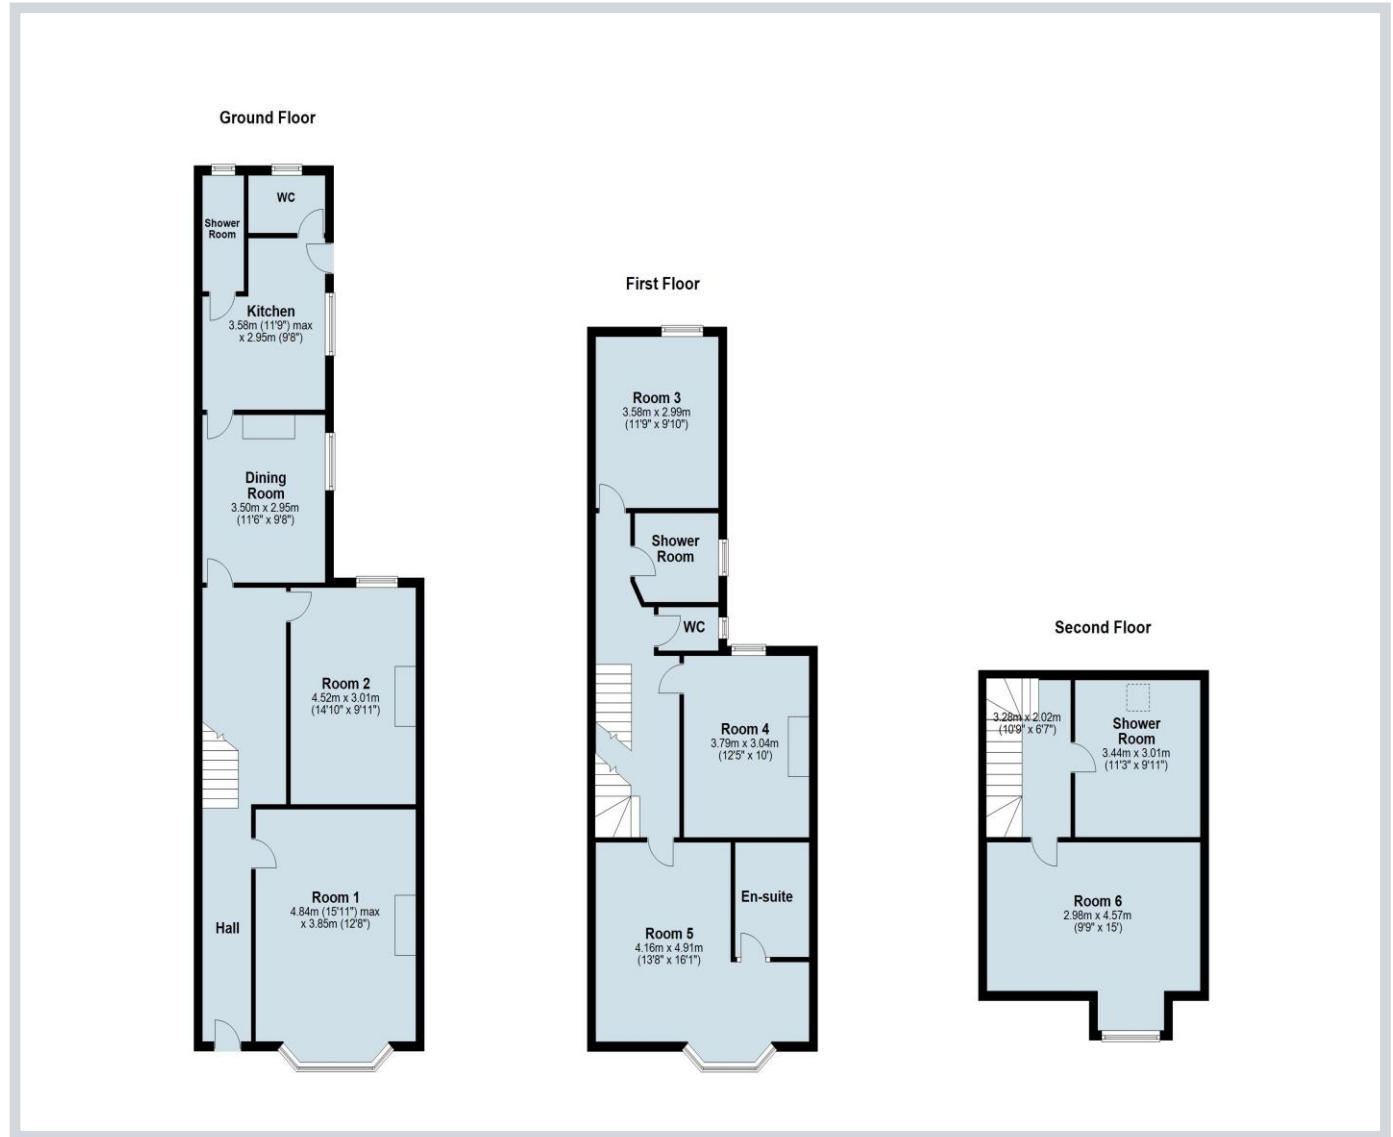 Ground Floor
WC
Shower
Room
Kitchen
3.58m (11'9") max
x 2.95m (9'8")
Dining
Room
3.50m x 2.95m
(11'6" x 9'8")
Room 2
4.52m x 3.01m
(14'10" x 9'11")
Room 1
4.84m (15'11") max
x 3.85m (12'8")
Hall
First Floor
Room 3
3.58m x 2.99m
(11'9" x 9'10")
Shower
Room
WC
Room 4
3.79m x 3.04m
(12'5" x 10')
En-suite
Room 5
4.16m x 4.91m
(13'8" x 16'1")
Second Floor
3.28m x 2.02m
(10'9" x 6'7")
Shower
Room
3.44m x 3.01m
(11'3" x 9'11")
Room 6
2.98m x 4.57m
(9'9" x 15')